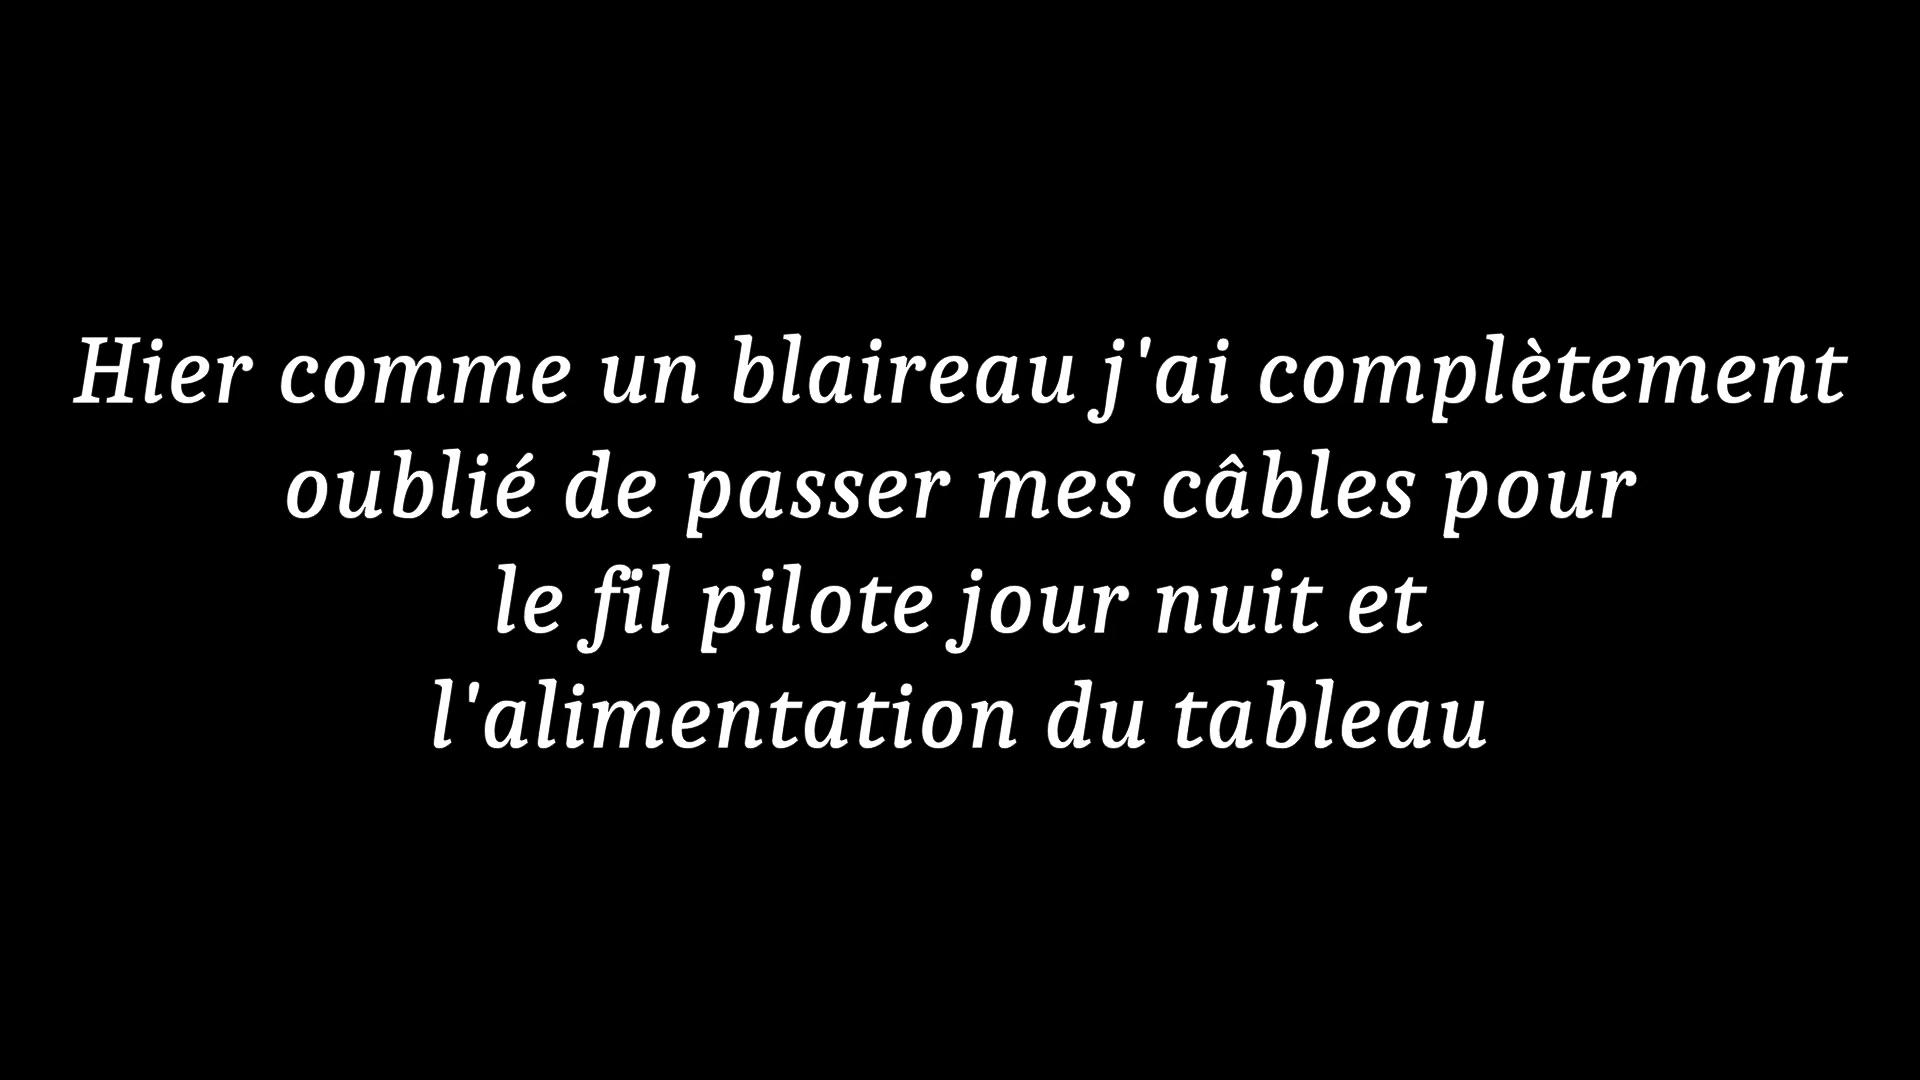 Hier comme un blaireau j'ai complètement
oublié de passer mes câbles pour
le fil pilote jour nuit et
l'alimentation du tableau